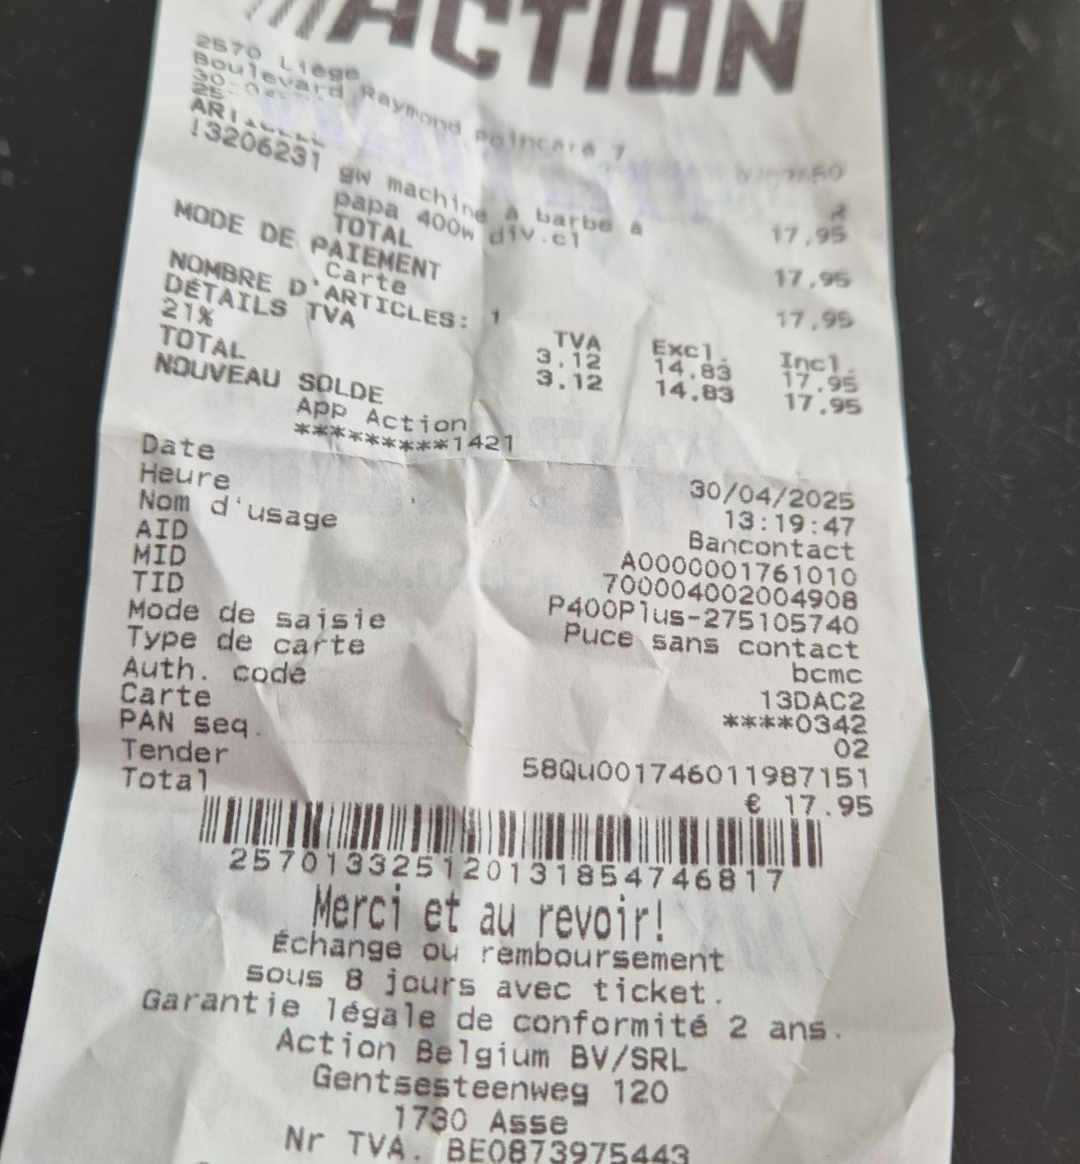 ACTION
2570 Liège
Boulevard Raymond Poincaré 7
!3206231 gw machine à barbe à 17,95
papa 400w div.cl
TOTAL 17,95
MODE DE PAIEMENT
Carte 17,95
NOMBRE D'ARTICLES: 1
DÉTAILS TVA TVA Excl. Incl.
21% 3.12 14.83 17.95
TOTAL 3.12 14.83 17.95
NOUVEAU SOLDE
App Action
*********1421
Date 30/04/2025
Heure 13:19:47
Nom d'usage Bancontact
AID A0000001761010
MID 700004002004908
TID P400Plus-275105740
Mode de saisie Puce sans contact
Type de carte bcmc
Auth. code 13DAC2
Carte ****0342
PAN seq. 02
Tender 58Qu001746011987151
Total € 17.95
2570133251201318547468​17
Merci et au revoir!
Échange ou remboursement
sous 8 jours avec ticket.
Garantie légale de conformité 2 ans.
Action Belgium BV/SRL
Gentsesteenweg 120
1730 Asse
Nr TVA. BE0873975443